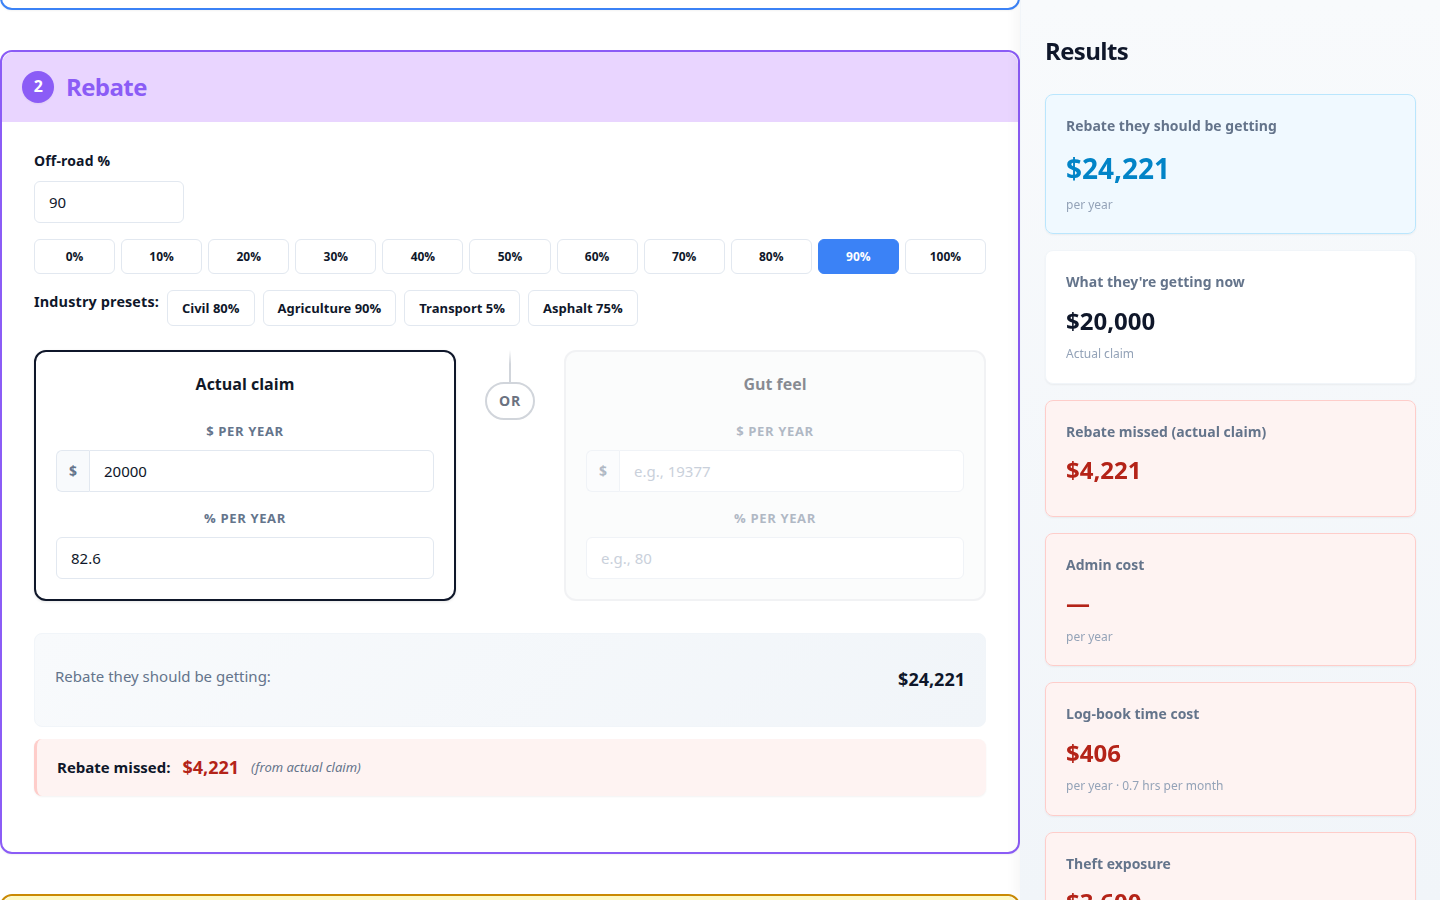 2 Rebate
Off-road %
90
0% 10% 20% 30% 40% 50% 60% 70% 80% 90% 100%
Industry presets: Civil 80% Agriculture 90% Transport 5% Asphalt 75%
Actual claim
$ PER YEAR
$ 20000
% PER YEAR
82.6
OR
Gut feel
$ PER YEAR
$ e.g., 19377
% PER YEAR
e.g., 80
Rebate they should be getting: $24,221
Rebate missed: $4,221 (from actual claim)
Results
Rebate they should be getting
$24,221
per year
What they're getting now
$20,000
Actual claim
Rebate missed (actual claim)
$4,221
Admin cost
—
per year
Log-book time cost
$406
per year · 0.7 hrs per month
Theft exposure